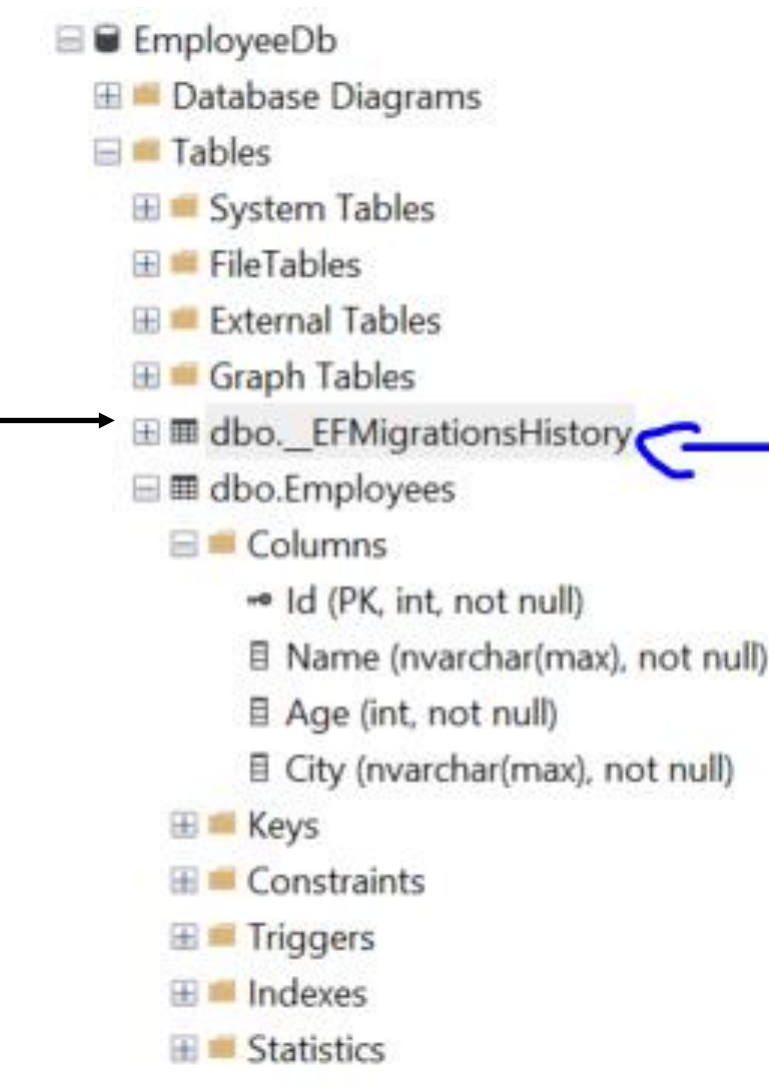 EmployeeDb
Database Diagrams
Tables
System Tables
FileTables
External Tables
Graph Tables
dbo.__EFMigrationsHistory
dbo.Employees
Columns
Id (PK, int, not null)
Name (nvarchar(max), not null)
Age (int, not null)
City (nvarchar(max), not null)
Keys
Constraints
Triggers
Indexes
Statistics